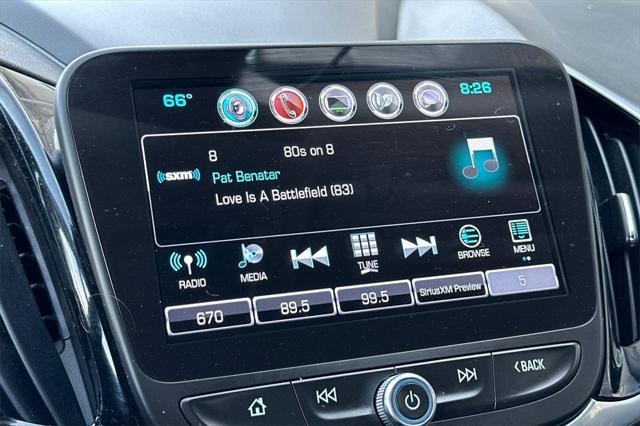 66°
8:26
8 80s on 8
((sxm))
Pat Benatar
Love Is A Battlefield (83)
RADIO
MEDIA
TUNE
BROWSE
MENU
670
89.5
99.5
SiriusXM Preview
5
BACK